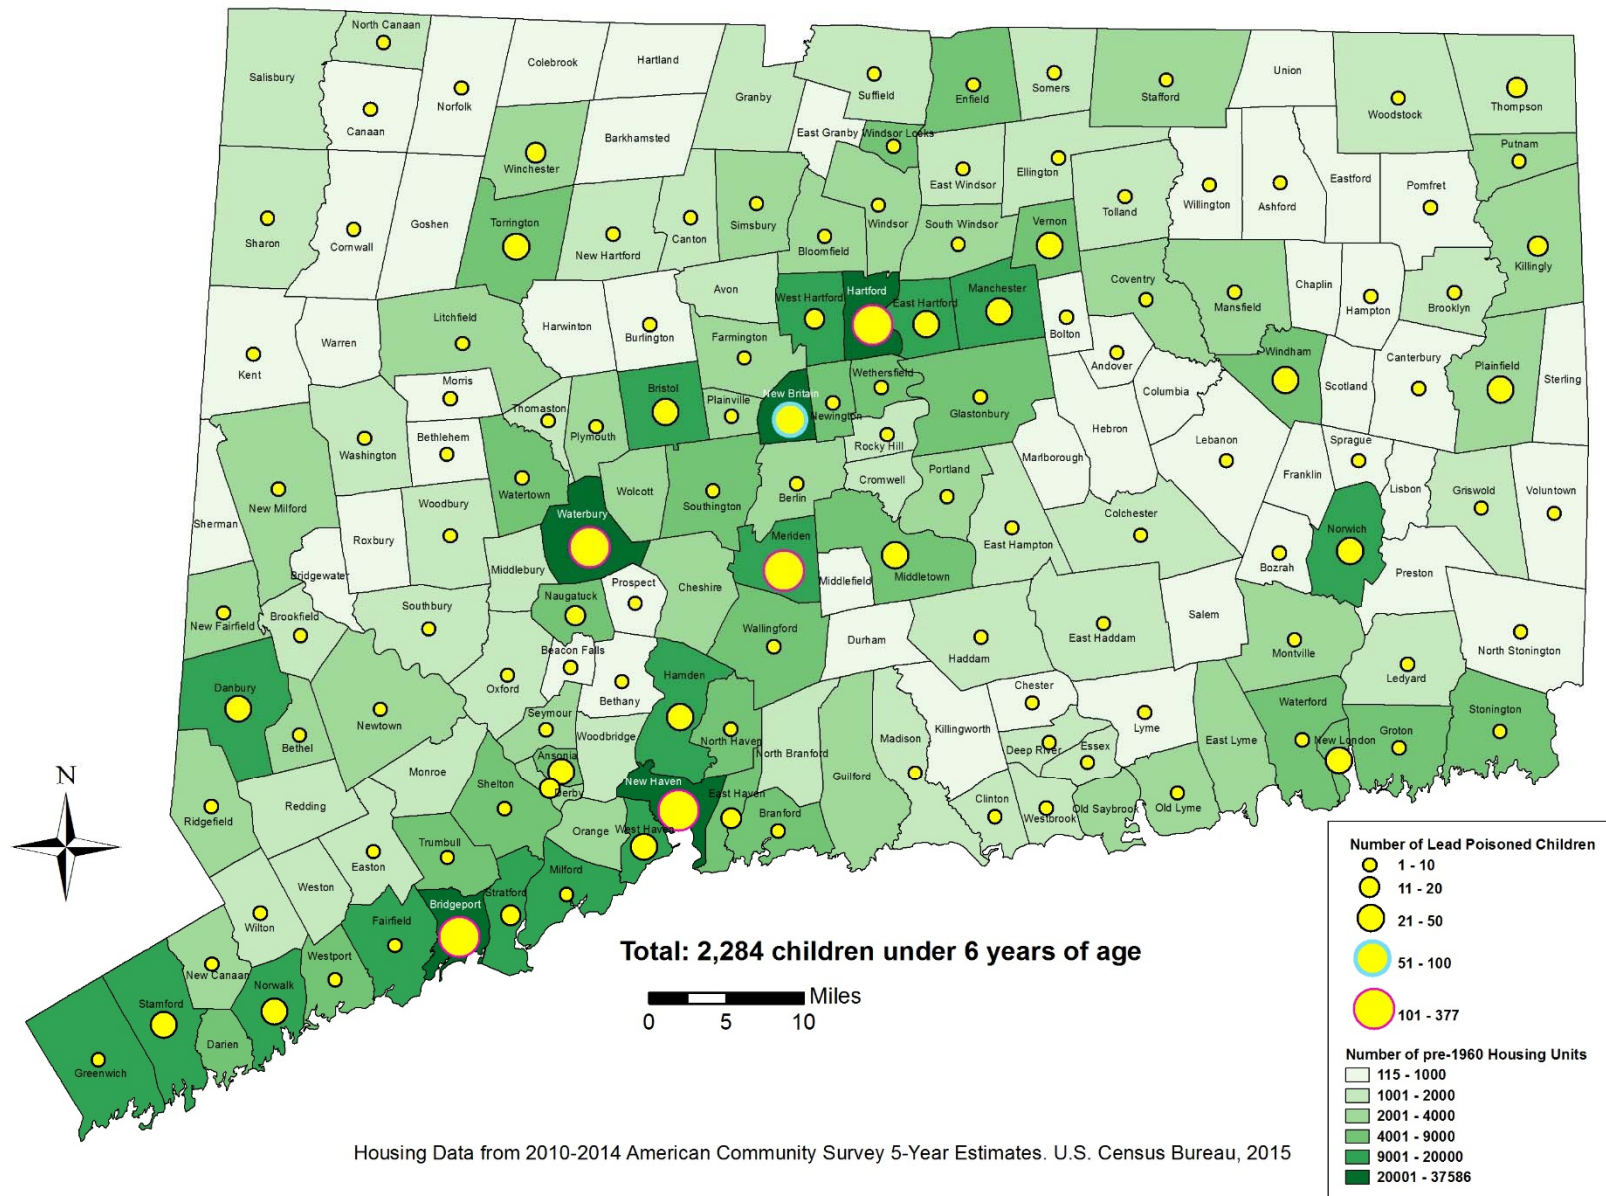 North Canaan
Salisbury
Canaan
Norfolk
Colebrook
Hartland
Granby
Suffield
Enfield
Somers
Stafford
Union
Woodstock
Thompson
Barkhamsted
East Granby
Windsor Locks
Putnam
Winchester
East Windsor
Ellington
Willington
Ashford
Eastford
Pomfret
Sharon
Cornwall
Goshen
Torrington
New Hartford
Canton
Simsbury
Bloomfield
Windsor
South Windsor
Vernon
Tolland
Killingly
Avon
West Hartford
Hartford
East Hartford
Manchester
Bolton
Coventry
Mansfield
Chaplin
Hampton
Brooklyn
Kent
Warren
Litchfield
Harwinton
Burlington
Farmington
Andover
Windham
Scotland
Canterbury
Plainfield
Sterling
Morris
Bristol
Plainville
New Britain
Newington
Wethersfield
Glastonbury
Columbia
Hebron
Lebanon
Thomaston
Plymouth
Washington
Bethlehem
Rocky Hill
Marlborough
Franklin
Sprague
Lisbon
Griswold
Voluntown
Sherman
New Milford
Roxbury
Woodbury
Watertown
Wolcott
Southington
Berlin
Cromwell
Portland
East Hampton
Colchester
Bozrah
Norwich
Preston
Waterbury
Meriden
Middletown
Middlefield
Bridgewater
Middlebury
Prospect
Cheshire
New Fairfield
Brookfield
Southbury
Naugatuck
Wallingford
Durham
Haddam
East Haddam
Salem
Montville
Ledyard
North Stonington
Danbury
Bethel
Newtown
Oxford
Beacon Falls
Bethany
Hamden
Seymour
Woodbridge
North Haven
North Branford
Guilford
Madison
Killingworth
Chester
Deep River
Essex
Lyme
East Lyme
Waterford
New London
Groton
Stonington
Ridgefield
Redding
Monroe
Shelton
Ansonia
Derby
Orange
New Haven
West Haven
East Haven
Branford
Clinton
Westbrook
Old Saybrook
Old Lyme
N
Wilton
Weston
Easton
Trumbull
Stratford
Milford
Bridgeport
Fairfield
Westport
New Canaan
Norwalk
Darien
Stamford
Greenwich
Total: 2,284 children under 6 years of age
Miles
0 5 10
Number of Lead Poisoned Children
1 - 10
11 - 20
21 - 50
51 - 100
101 - 377
Number of pre-1960 Housing Units
115 - 1000
1001 - 2000
2001 - 4000
4001 - 9000
9001 - 20000
20001 - 37586
Housing Data from 2010-2014 American Community Survey 5-Year Estimates. U.S. Census Bureau, 2015